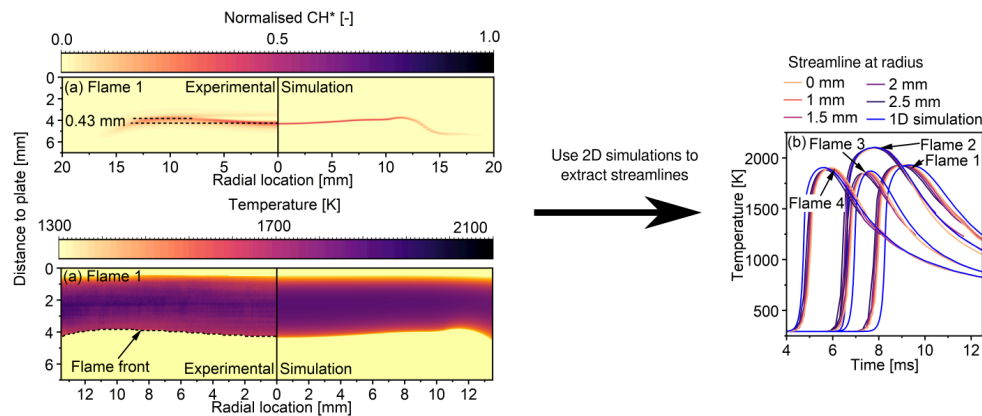 Normalised CH* [-]
0.0 0.5 1.0
(a) Flame 1 Experimental Simulation
0
2
4
6
0.43 mm
20 15 10 5 0 5 10 15 20
Radial location [mm]
Distance to plate [mm]
Temperature [K]
1300 1700 2100
(a) Flame 1
0
2
4
6
Flame front
Experimental Simulation
12 10 8 6 4 2 0 2 4 6 8 10 12
Radial location [mm]
Use 2D simulations to
extract streamlines
Streamline at radius
0 mm 2 mm
1 mm 2.5 mm
1.5 mm 1D simulation
(b) Flame 3
Flame 2
Flame 1
Flame 4
2000
1500
1000
500
Temperature [K]
4 6 8 10 12
Time [ms]